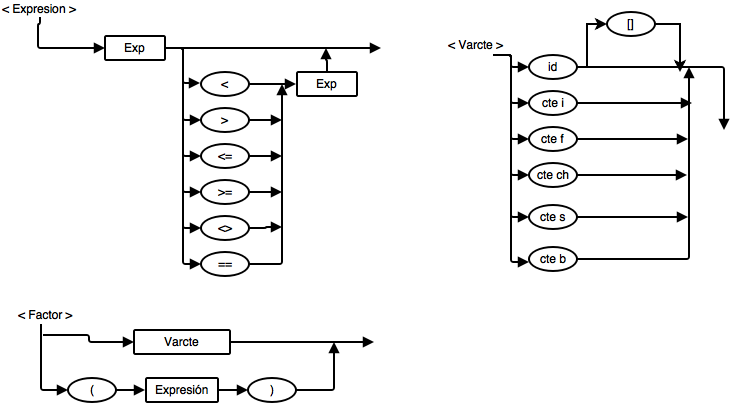 < Expresion >
Exp
<
Exp
>
<=
>=
<>
==
< Varcte >
[]
id
cte i
cte f
cte ch
cte s
cte b
< Factor >
Varcte
( Expresión )